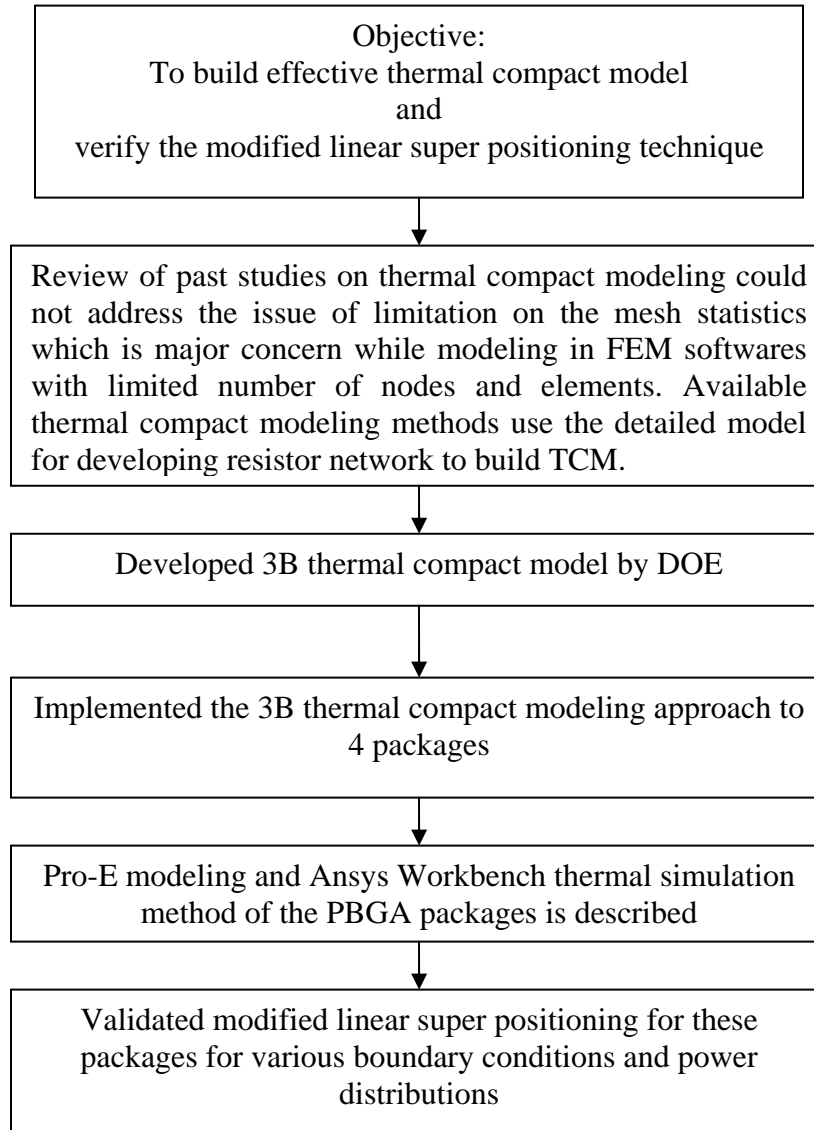 Objective:
To build effective thermal compact model
and
verify the modified linear super positioning technique
Review of past studies on thermal compact modeling could
not address the issue of limitation on the mesh statistics
which is major concern while modeling in FEM softwares
with limited number of nodes and elements. Available
thermal compact modeling methods use the detailed model
for developing resistor network to build TCM.
Developed 3B thermal compact model by DOE
Implemented the 3B thermal compact modeling approach to
4 packages
Pro-E modeling and Ansys Workbench thermal simulation
method of the PBGA packages is described
Validated modified linear super positioning for these
packages for various boundary conditions and power
distributions